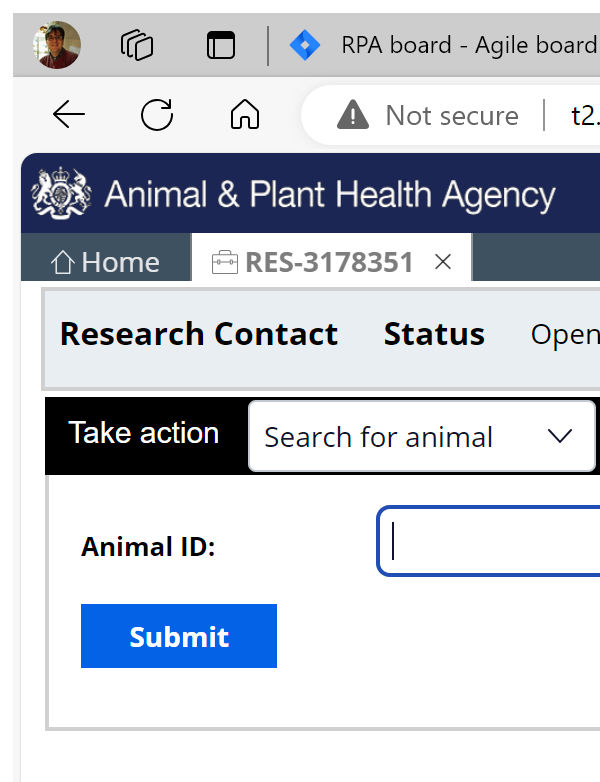 RPA board - Agile board
Not secure t2.
Animal & Plant Health Agency
Home RES-3178351
Research Contact Status Open
Take action Search for animal
Animal ID:
Submit